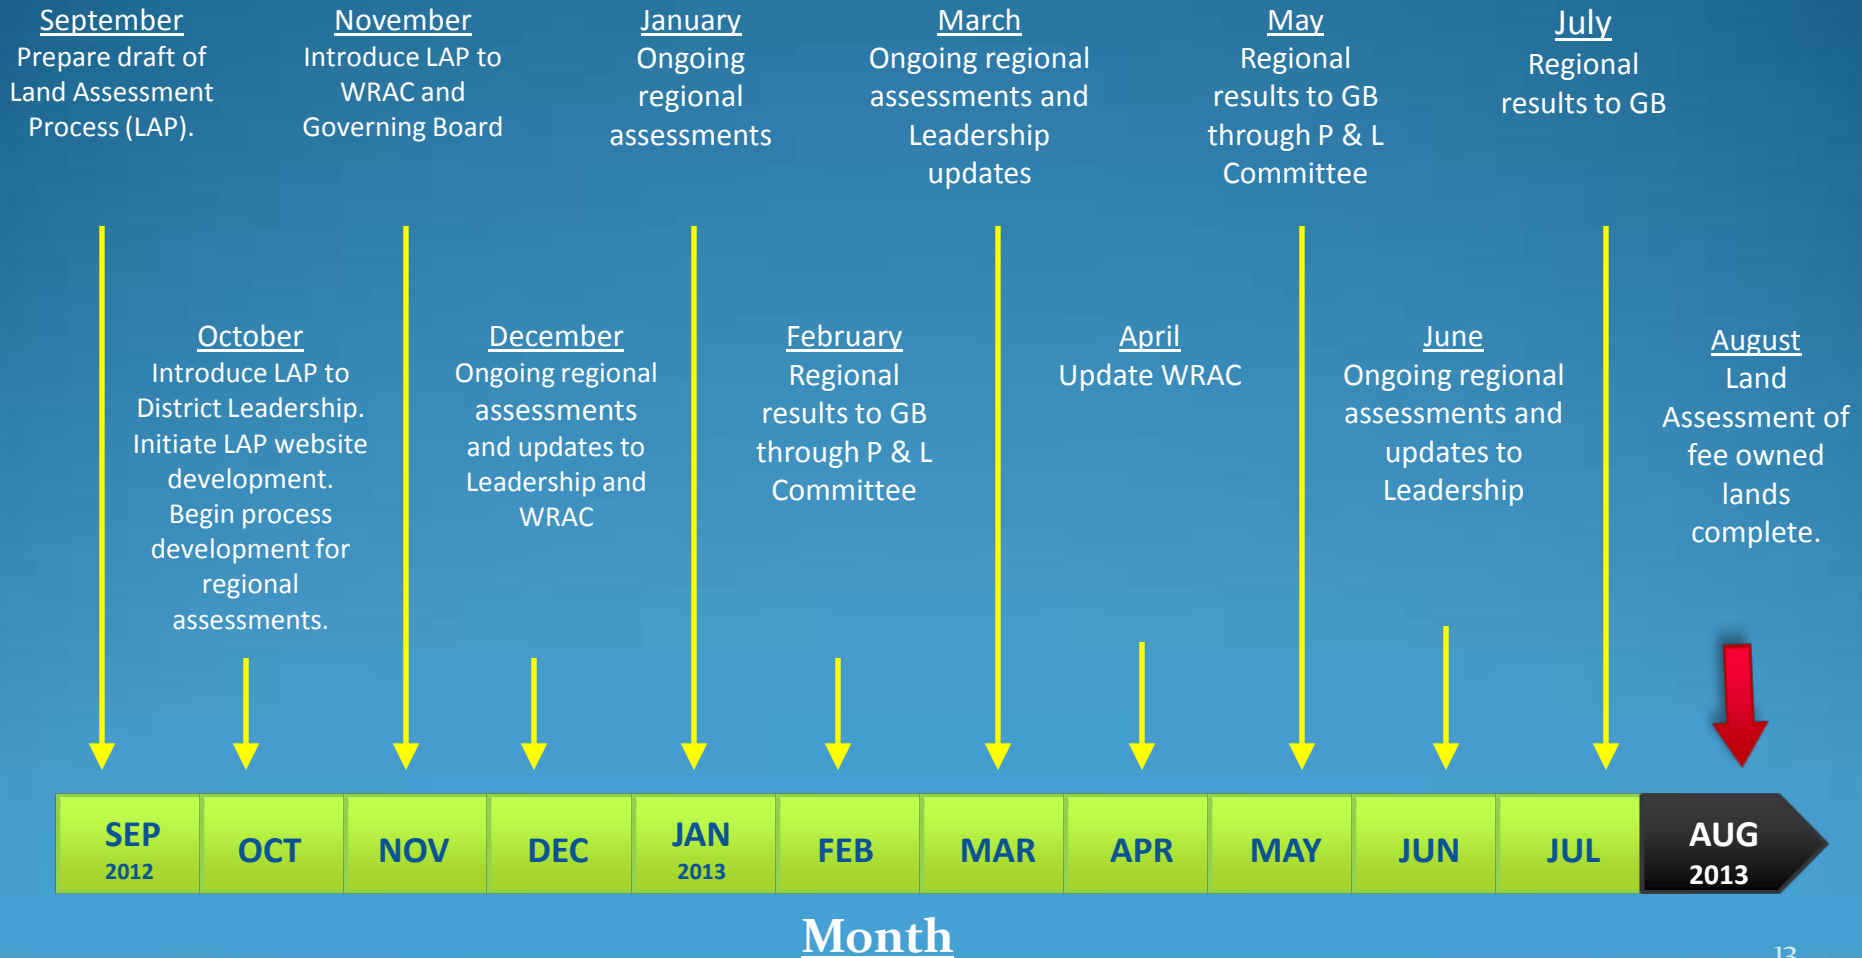 September
Prepare draft of
Land Assessment
Process (LAP).
November
Introduce LAP to
WRAC and
Governing Board
January
Ongoing
regional
assessments
March
Ongoing regional
assessments and
Leadership
updates
May
Regional
results to GB
through P & L
Committee
July
Regional
results to GB
October
Introduce LAP to
District Leadership.
Initiate LAP website
development.
Begin process
development for
regional
assessments.
December
Ongoing regional
assessments
and updates to
Leadership and
WRAC
February
Regional
results to GB
through P & L
Committee
April
Update WRAC
June
Ongoing regional
assessments and
updates to
Leadership
August
Land
Assessment of
fee owned
lands
complete.
SEP
2012
OCT
NOV
DEC
JAN
2013
FEB
MAR
APR
MAY
JUN
JUL
AUG
2013
Month
13